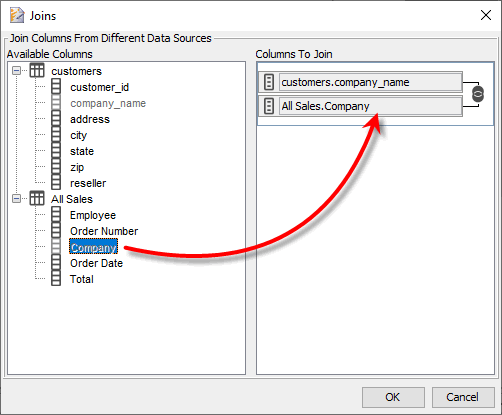 Joins
Join Columns From Different Data Sources
Available Columns
customers
customer_id
company_name
address
city
state
zip
reseller
All Sales
Employee
Order Number
Company
Order Date
Total
Columns To Join
customers.company_name
All Sales.Company
OK
Cancel